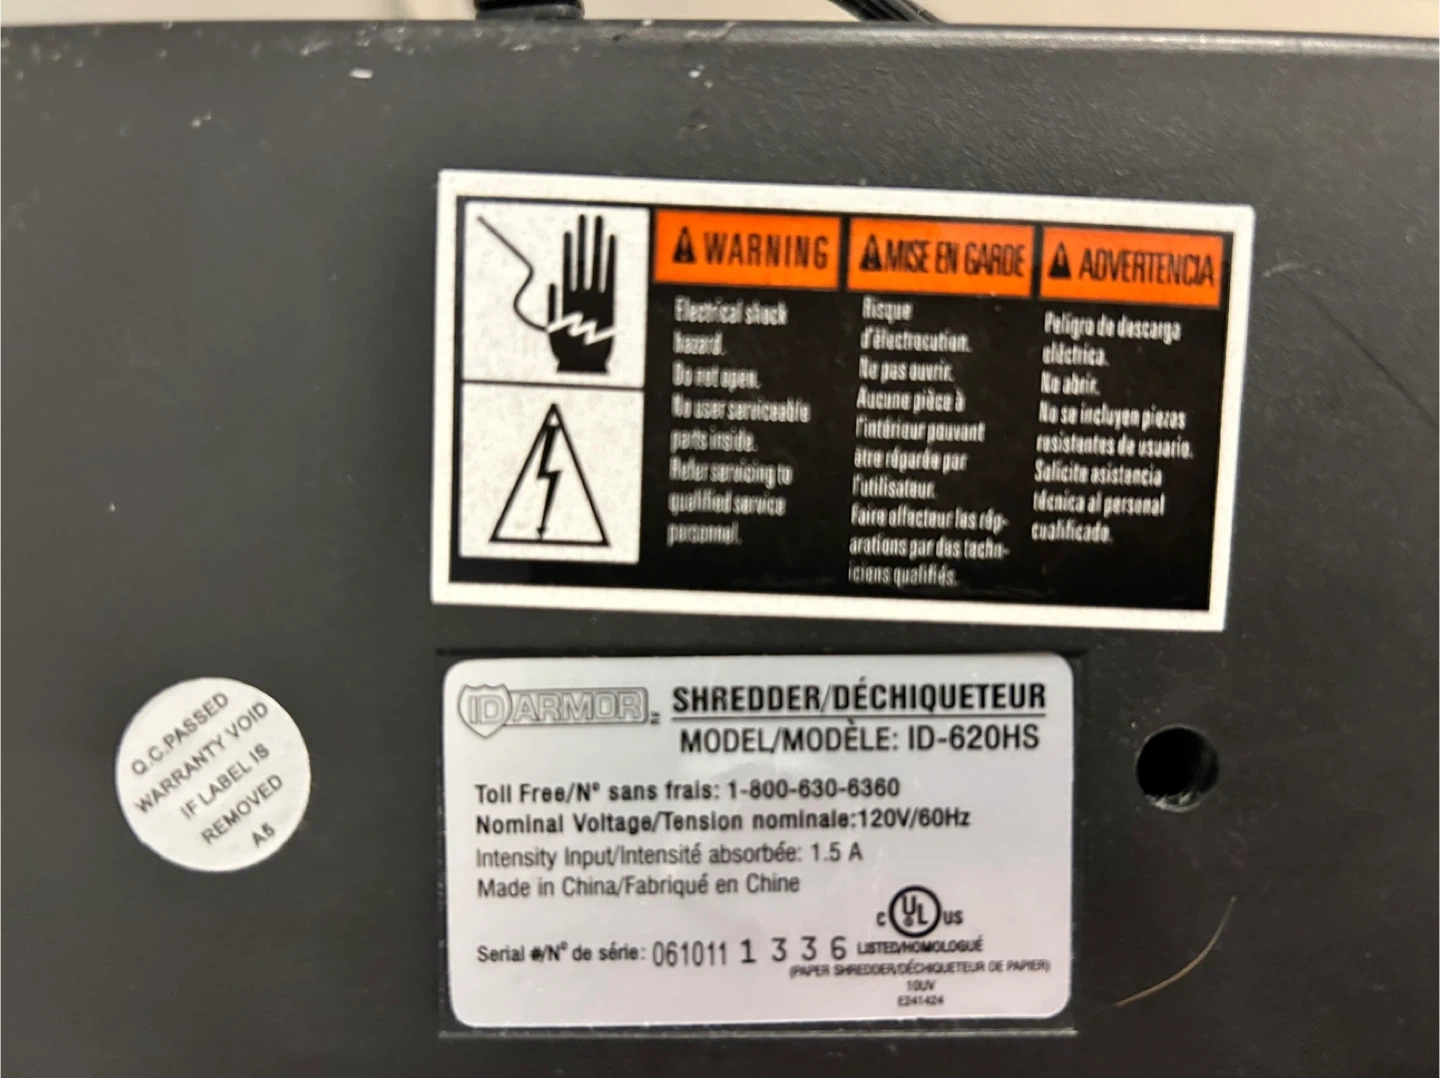 WARNING
Electrical shock
hazard.
Do not open.
No user serviceable
parts inside.
Refer servicing to
qualified service
personnel.
MISE EN GARDE
Risque
d'électrocution.
Ne pas ouvrir.
Aucune pièce à
l'intérieur pouvant
être régarde par
l'utilisateur.
Faire effecteur les rép-
arations par des techn-
iciens qualifiés.
ADVERTENCIA
Peligro de descarga
eléctrica.
No abrir.
No se incluyen piezas
resistentes de usuario.
Solicite asistencia
técnica al personal
cualificado.
Q.C.PASSED
WARRANTY VOID
IF LABEL IS
REMOVED
A5
ID ARMOR
SHREDDER/DÉCHIQUETEUR
MODEL/MODÈLE: ID-620HS
Toll Free/Nº sans frais: 1-800-630-6360
Nominal Voltage/Tension nominale:120V/60Hz
Intensity Input/Intensité absorbée: 1.5 A
Made in China/Fabriqué en Chine
c UL us
Serial #/Nº de série: 061011 1 3 3 6 LISTED/HOMOLOGUÉ
(PAPER SHREDDER/DÉCHIQUETEUR DE PAPIER)
10UV
E241424